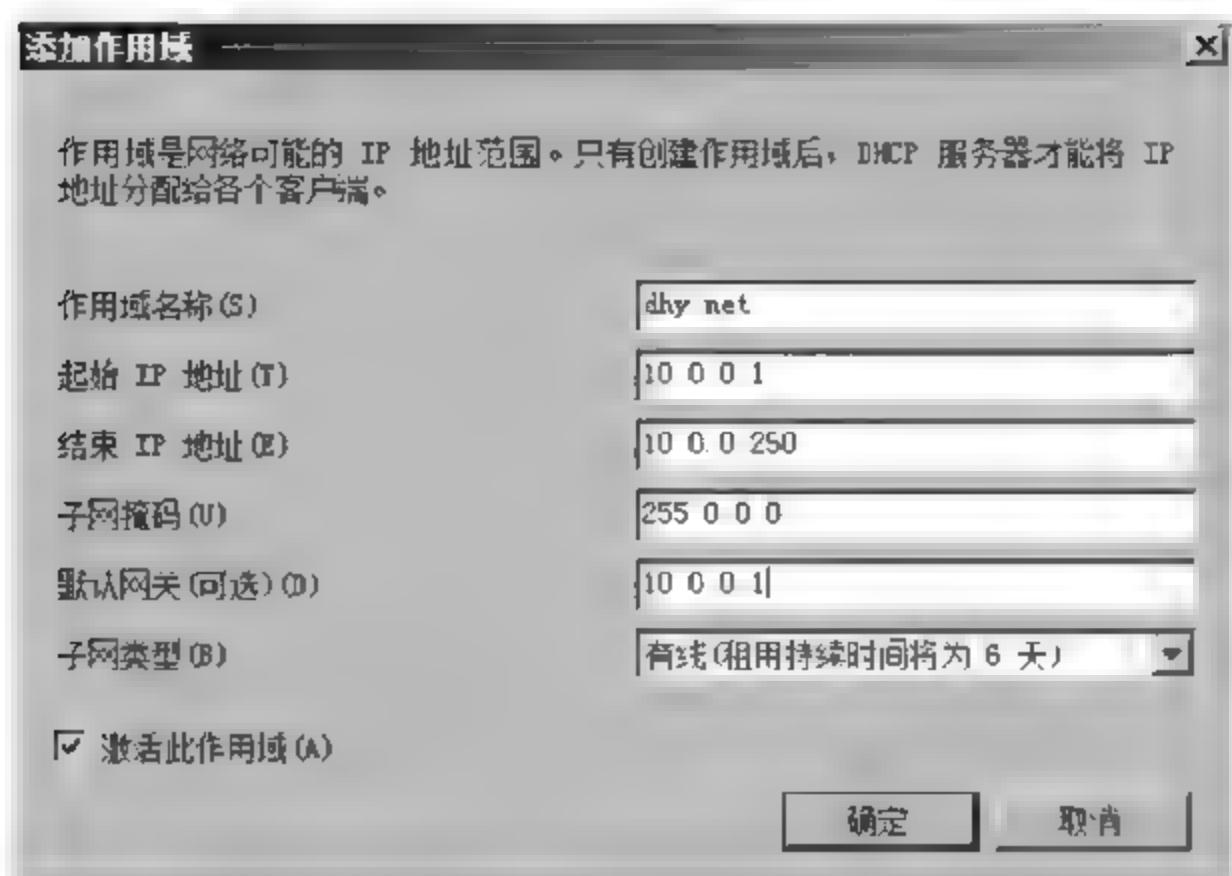 添加作用域
作用域是网络可能的 IP 地址范围。只有创建作用域后，DHCP 服务器才能将 IP
地址分配给各个客户端。
作用域名称(S) dhy net
起始 IP 地址(T) 10 0 0 1
结束 IP 地址(E) 10 0.0 250
子网掩码(U) 255 0 0 0
默认网关(可选)(D) 10 0 0 1
子网类型(B) 有线(租用持续时间将为 6 天)
激活此作用域(A)
确定 取消